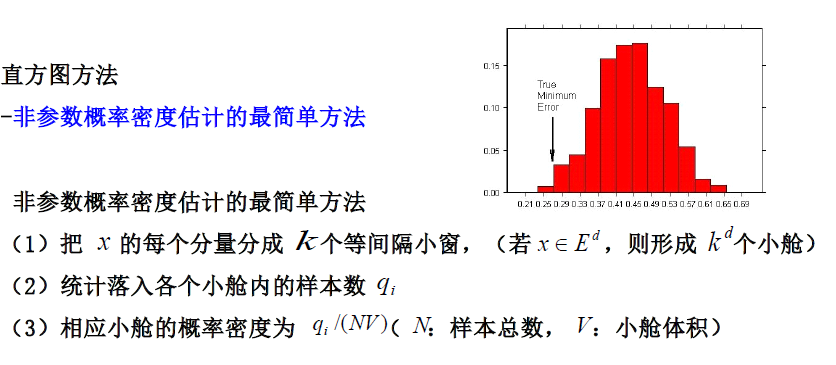 直方图方法
-非参数概率密度估计的最简单方法
0.15
0.10
0.05
0.00
True
Minimum
Error
0.21 0.25 0.29 0.33 0.37 0.41 0.45 0.49 0.53 0.57 0.61 0.65 0.69
非参数概率密度估计的最简单方法
（1）把 x 的每个分量分成 k 个等间隔小窗，（若 x ∈ E^d，则形成 k^d 个小舱）
（2）统计落入各个小舱内的样本数 q_i
（3）相应小舱的概率密度为 q_i/(NV)（ N：样本总数， V：小舱体积）